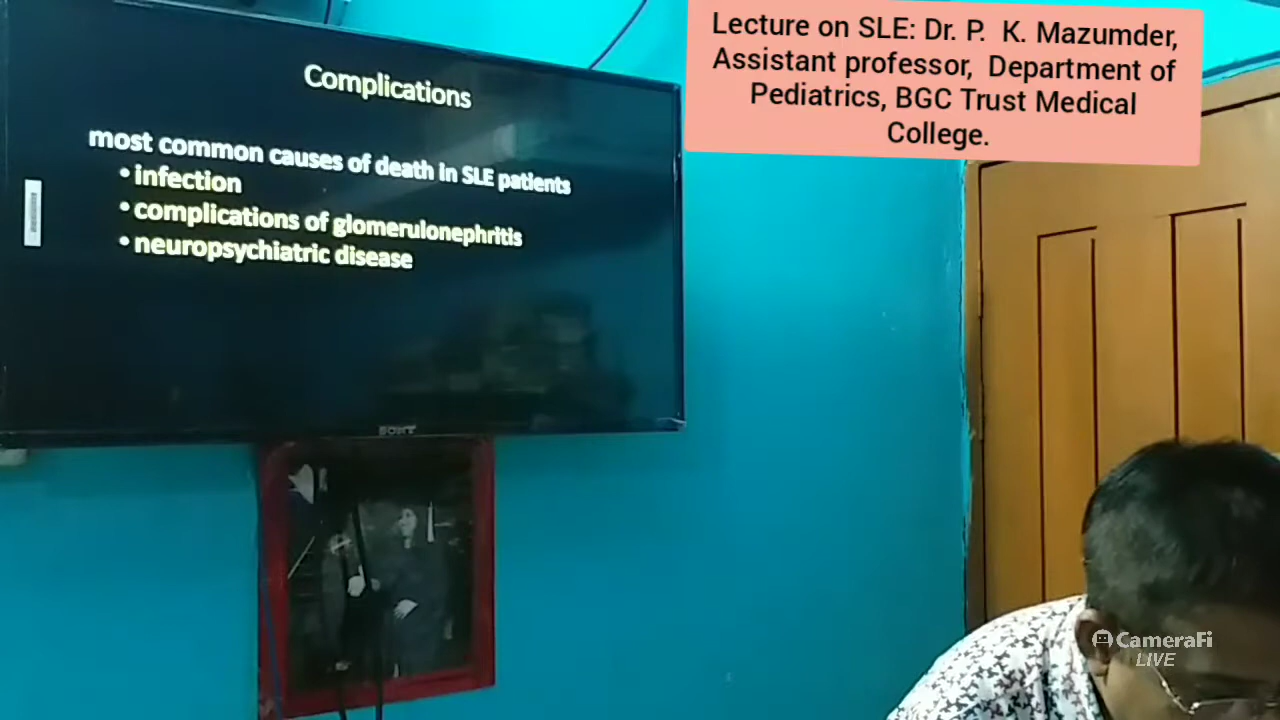 Complications
most common causes of death in SLE patients
• infection
• complications of glomerulonephritis
• neuropsychiatric disease
SONY
Lecture on SLE: Dr. P. K. Mazumder,
Assistant professor, Department of
Pediatrics, BGC Trust Medical
College.
CameraFi
LIVE